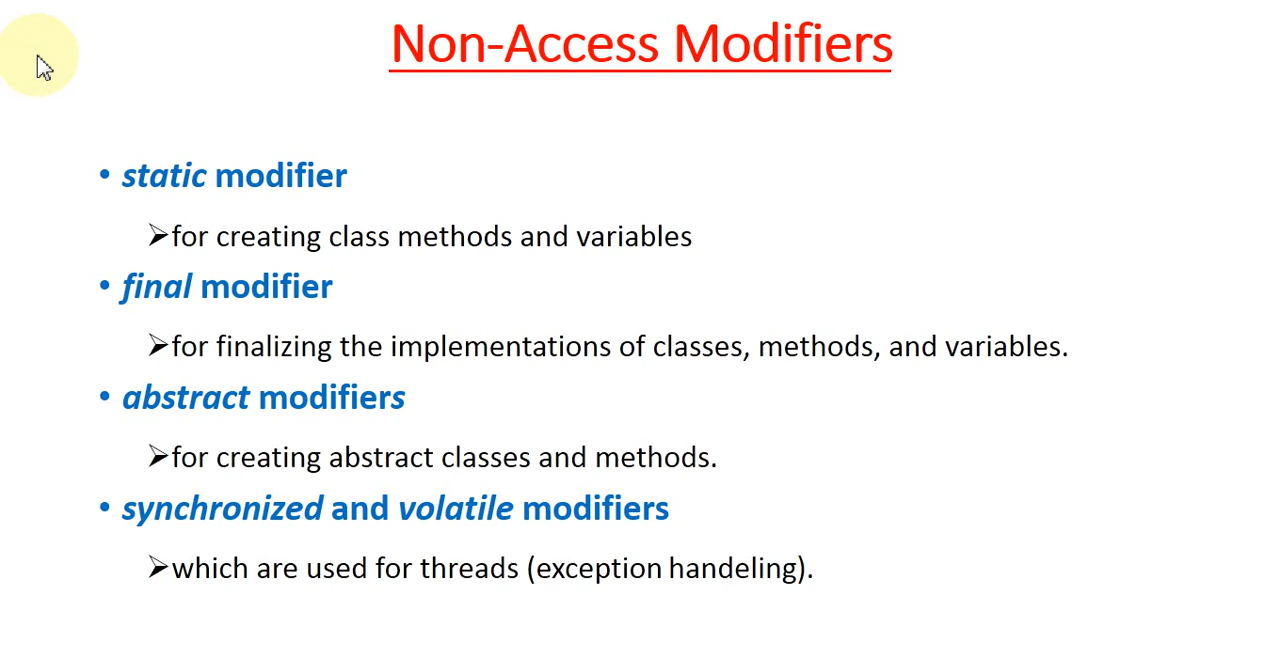 Non-Access Modifiers
• static modifier
➢for creating class methods and variables
• final modifier
➢for finalizing the implementations of classes, methods, and variables.
• abstract modifiers
➢for creating abstract classes and methods.
• synchronized and volatile modifiers
➢which are used for threads (exception handeling).